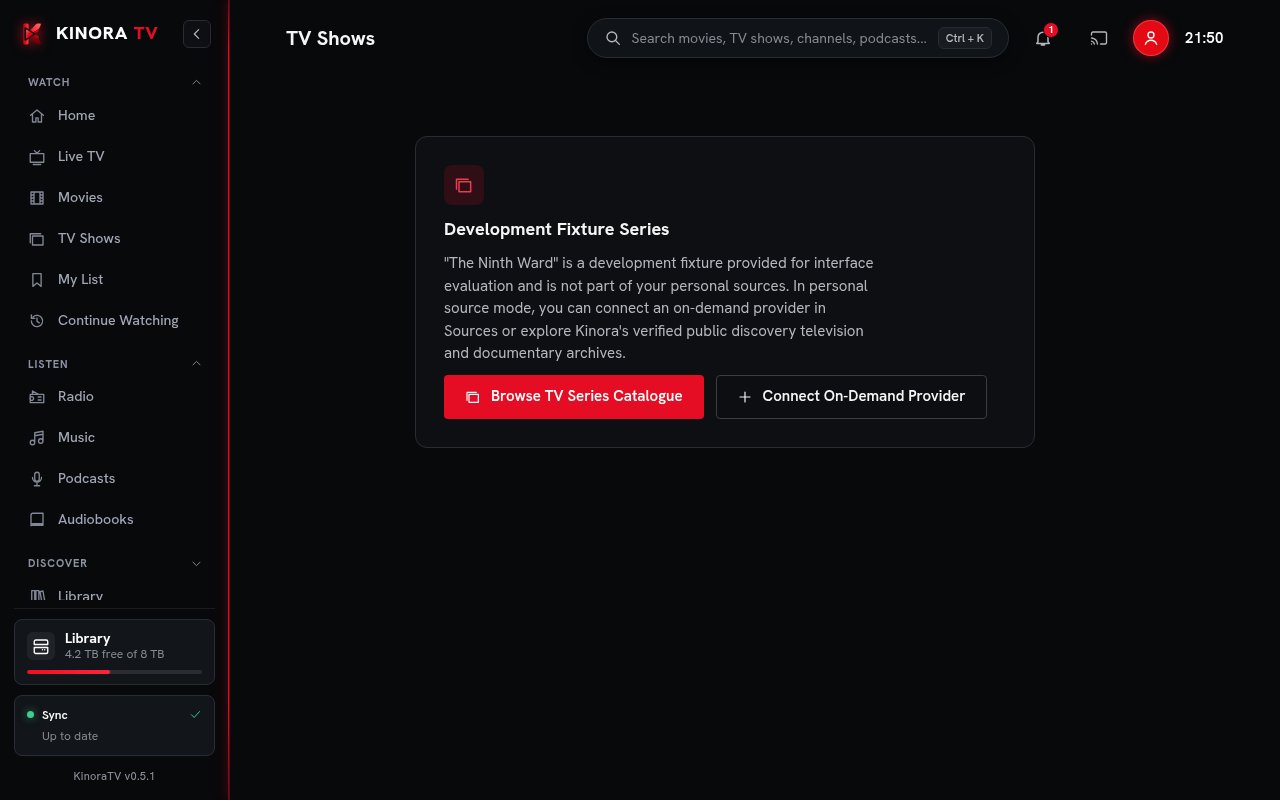 KINORA TV
WATCH
Home
Live TV
Movies
TV Shows
My List
Continue Watching
LISTEN
Radio
Music
Podcasts
Audiobooks
DISCOVER
Library
Library
4.2 TB free of 8 TB
Sync
Up to date
KinoraTV v0.5.1
TV Shows
Search movies, TV shows, channels, podcasts...
Ctrl + K
1
21:50
Development Fixture Series
"The Ninth Ward" is a development fixture provided for interface
evaluation and is not part of your personal sources. In personal
source mode, you can connect an on-demand provider in
Sources or explore Kinora's verified public discovery television
and documentary archives.
Browse TV Series Catalogue
Connect On-Demand Provider